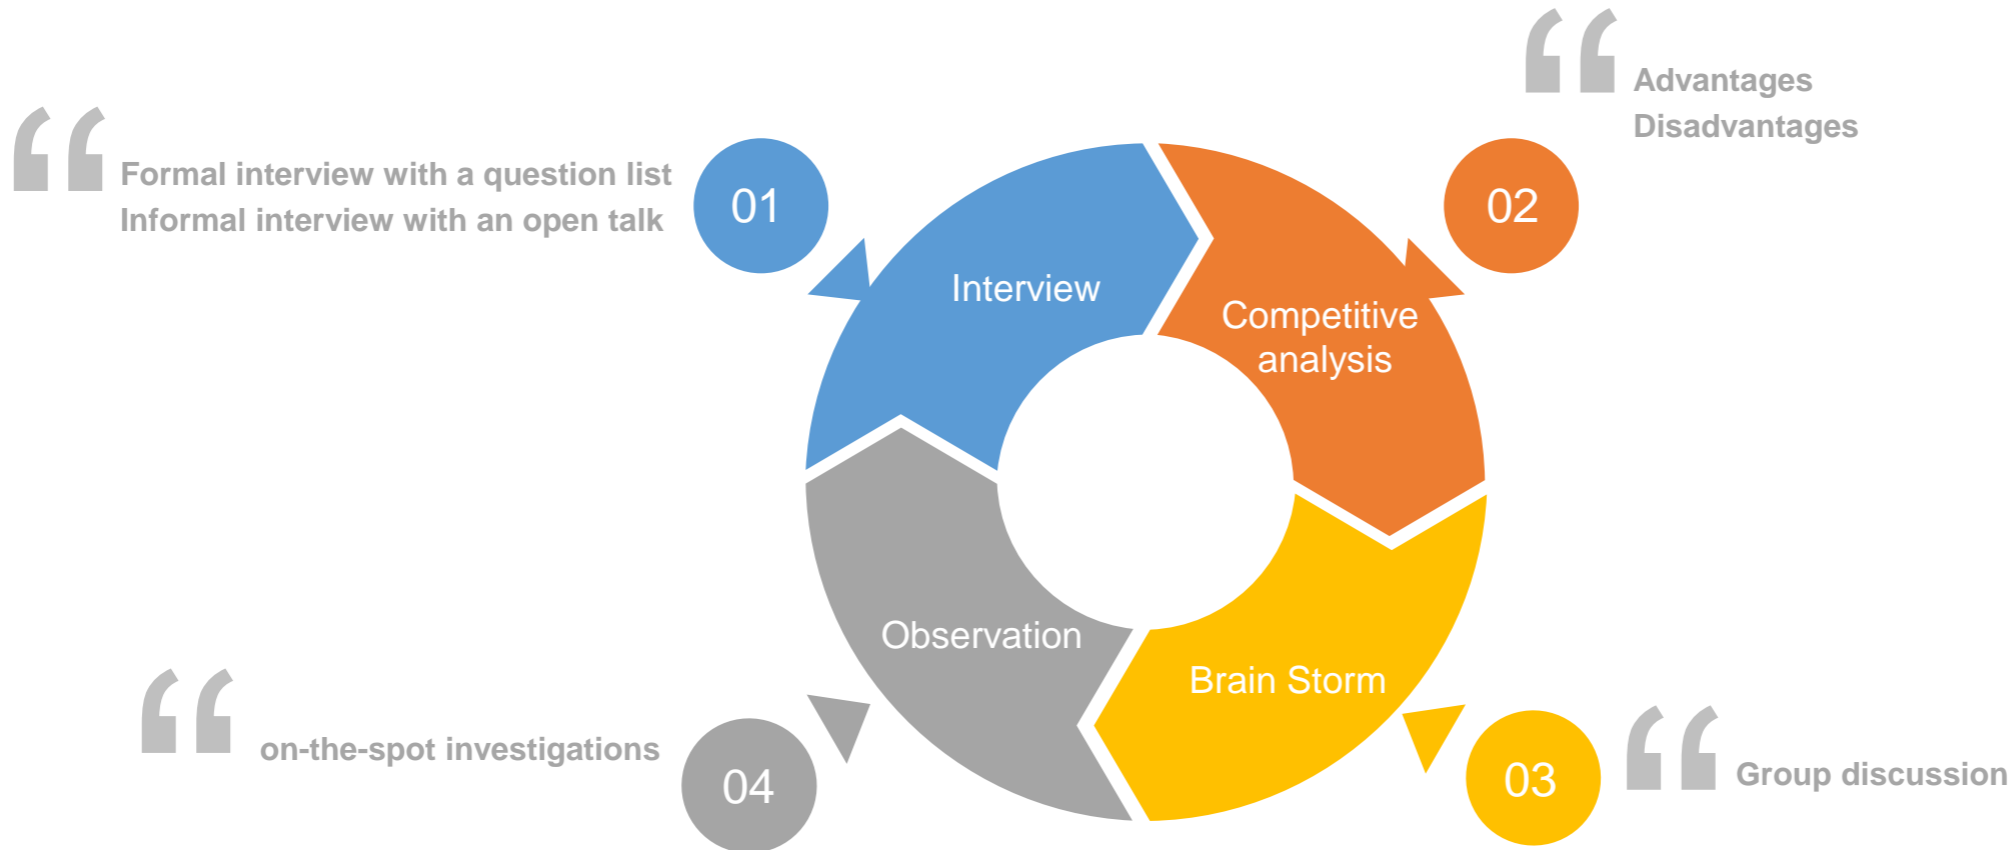 Formal interview with a question list
Informal interview with an open talk
01
Interview
Advantages
Disadvantages
02
Competitive
analysis
Brain Storm
03
Group discussion
Observation
04
on-the-spot investigations